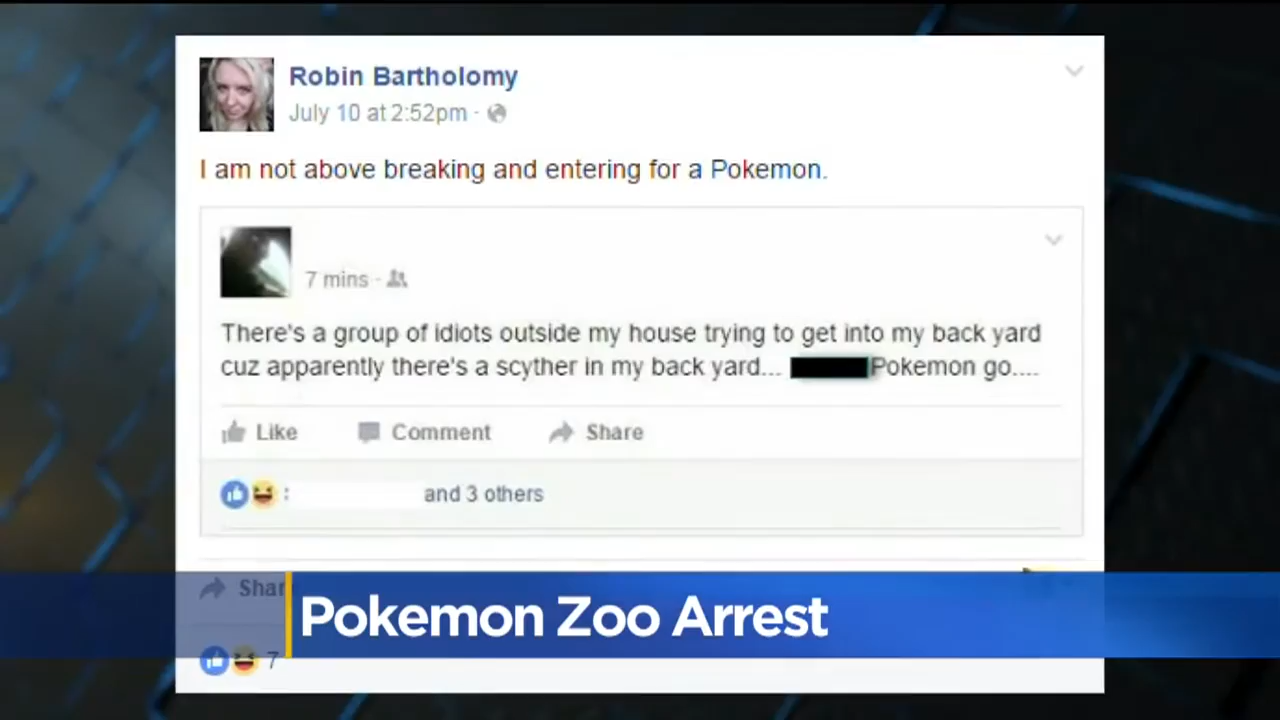 Robin Bartholomy
July 10 at 2:52pm ·
I am not above breaking and entering for a Pokemon.
7 mins ·
There's a group of idiots outside my house trying to get into my back yard
cuz apparently there's a scyther in my back yard... Pokemon go....
Like Comment Share
: and 3 others
Shar
Pokemon Zoo Arrest
7